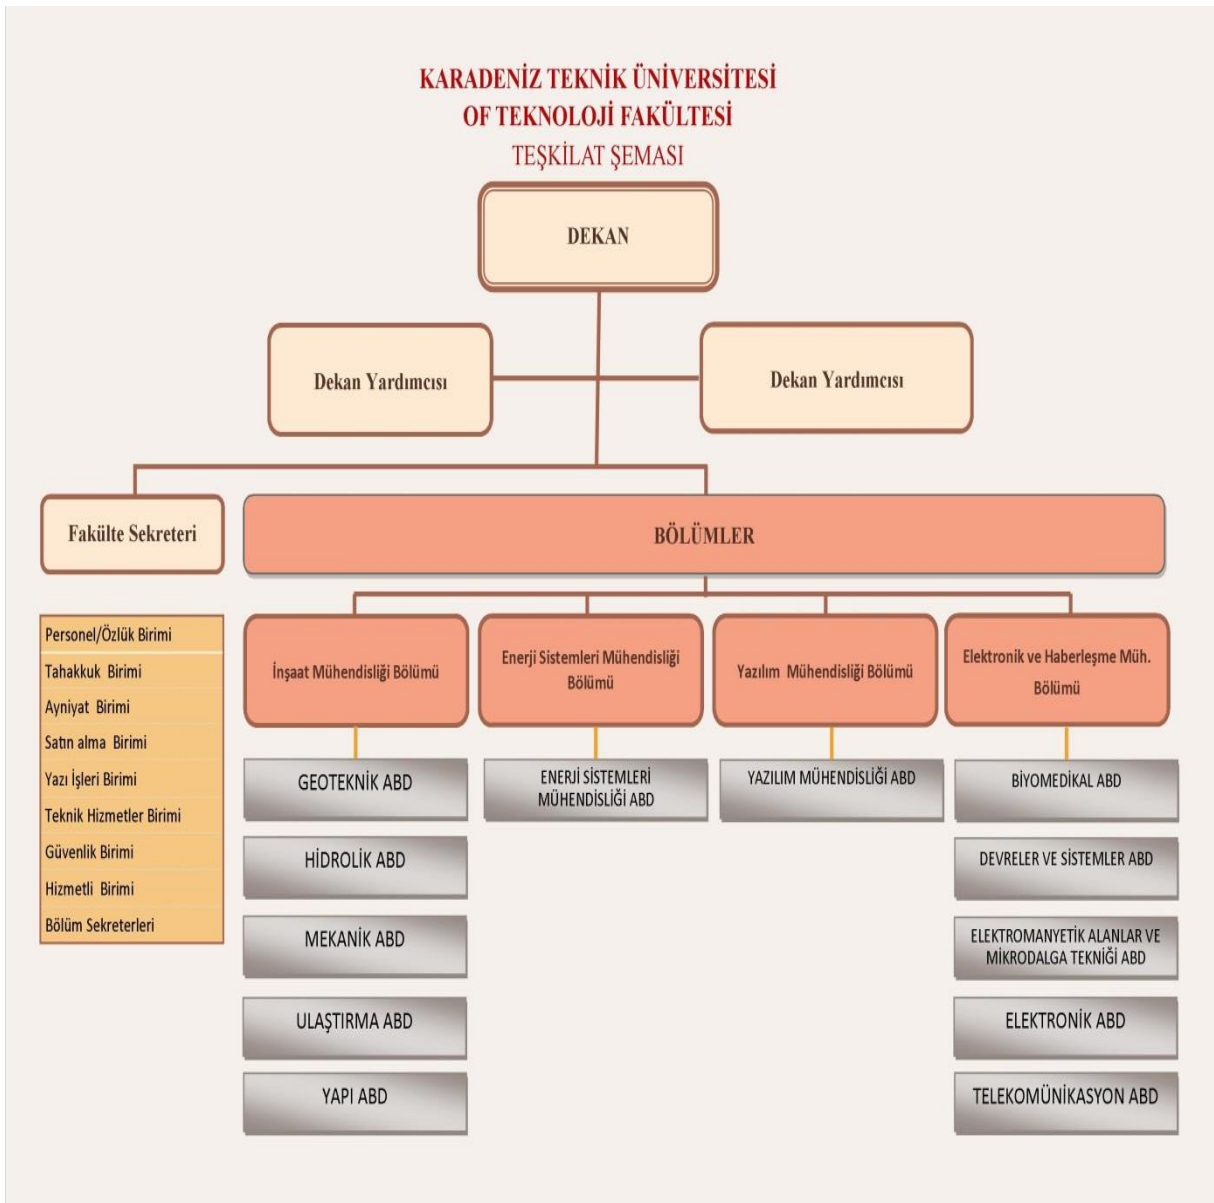 KARADENİZ TEKNİK ÜNİVERSİTESİ
OF TEKNOLOJİ FAKÜLTESİ
TEŞKİLAT ŞEMASI
DEKAN
Dekan Yardımcısı
Dekan Yardımcısı
Fakülte Sekreteri
BÖLÜMLER
Personel/Özlük Birimi
Tahakkuk Birimi
Ayniyat Birimi
Satın alma Birimi
Yazı İşleri Birimi
Teknik Hizmetler Birimi
Güvenlik Birimi
Hizmetli Birimi
Bölüm Sekreterleri
İnşaat Mühendisliği Bölümü
Enerji Sistemleri Mühendisliği
Bölümü
Yazılım Mühendisliği Bölümü
Elektronik ve Haberleşme Müh.
Bölümü
GEOTEKNİK ABD
HİDROLİK ABD
MEKANİK ABD
ULAŞTIRMA ABD
YAPI ABD
ENERJİ SİSTEMLERİ
MÜHENDİSLİĞİ ABD
YAZILIM MÜHENDİSLİĞİ ABD
BİYOMEDİKAL ABD
DEVRELER VE SİSTEMLER ABD
ELEKTROMANYETİK ALANLAR VE
MİKRODALGA TEKNİĞİ ABD
ELEKTRONİK ABD
TELEKOMÜNİKASYON ABD